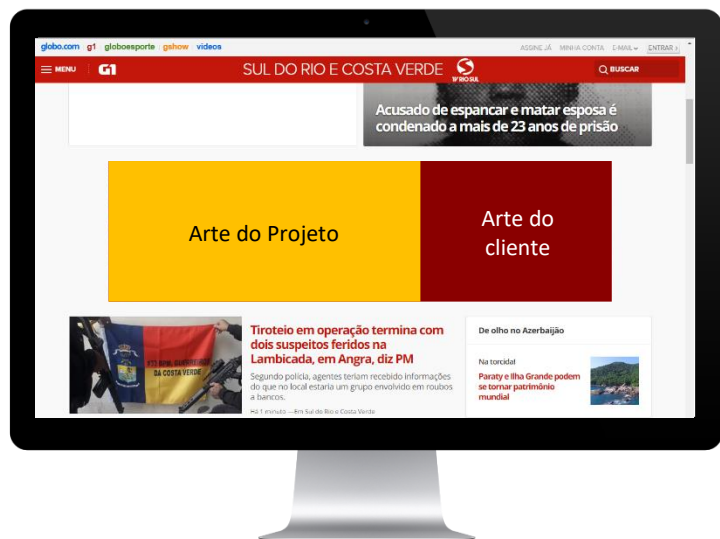 globo.com g1 globoesporte gshow vídeos ASSINE JÁ MINHA CONTA E-MAIL ENTRAR ›
MENU G1 SUL DO RIO E COSTA VERDE TV RIO SUL BUSCAR
Acusado de espancar e matar esposa é
condenado a mais de 23 anos de prisão
Arte do Projeto
Arte do
cliente
Tiroteio em operação termina com
dois suspeitos feridos na
Lambicada, em Angra, diz PM
Segundo polícia, agentes teriam recebido informações
do que no local estaria um grupo envolvido em roubos
a bancos.
Há 1 minuto — Em Sul do Rio e Costa Verde
De olho no Azerbaijão
Na torcida!
Paraty e Ilha Grande podem
se tornar patrimônio
mundial
DA COSTA VERDE